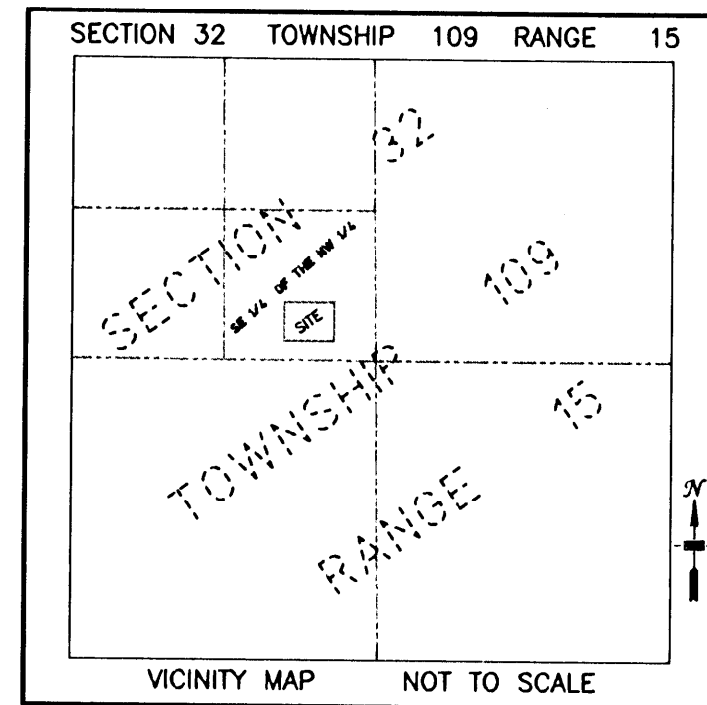 SECTION 32 TOWNSHIP 109 RANGE 15
SECTION 32
SE 1/4 OF THE NW 1/4
SITE
TOWNSHIP 109
RANGE 15
N
VICINITY MAP NOT TO SCALE